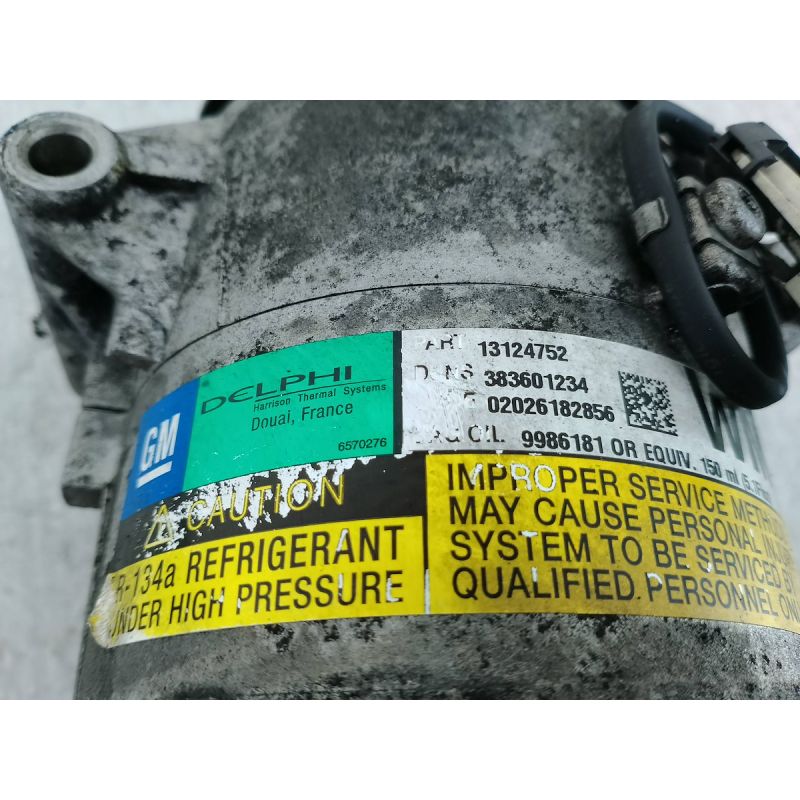 GM
DELPHI
Harrison Thermal Systems
Douai, France
6570276
13124752
383601234
02026182856
9986181 OR EQUIV. 150 ml
CAUTION
R-134a REFRIGERANT
UNDER HIGH PRESSURE
IMPROPER SERVICE
MAY CAUSE PERSONAL
SYSTEM TO BE SERVICED
QUALIFIED PERSONNEL